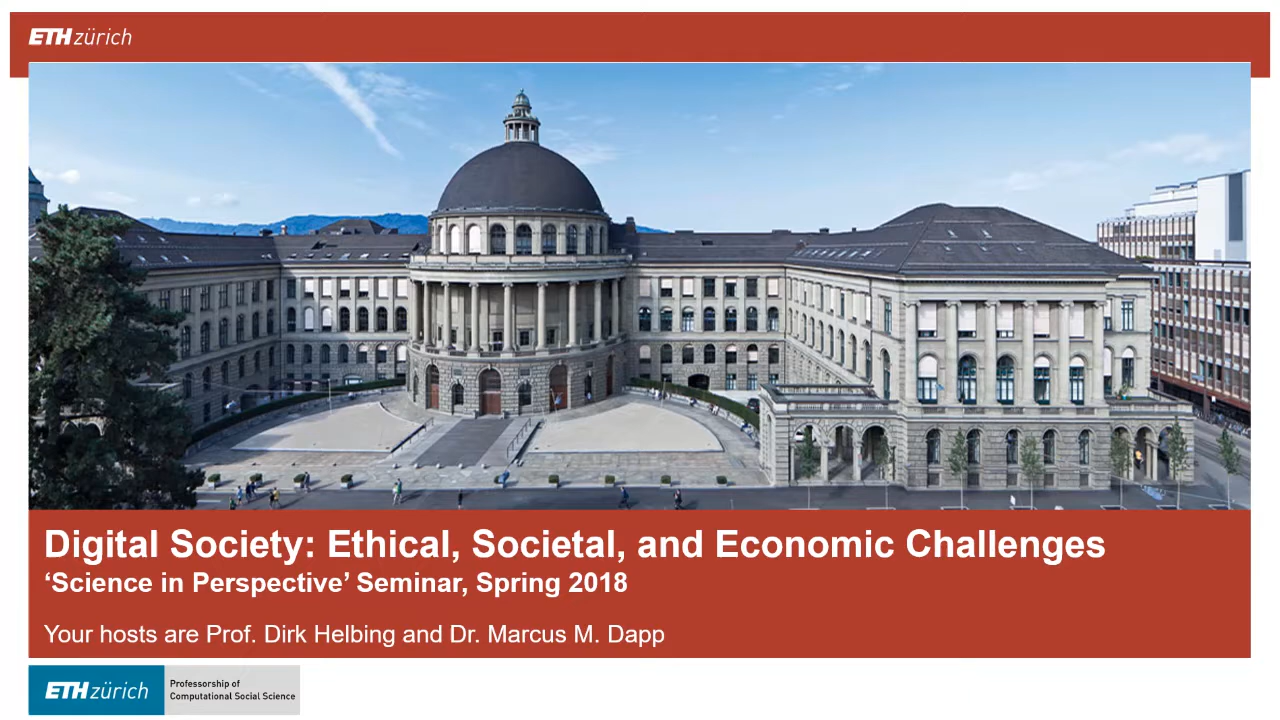 ETH zürich
Digital Society: Ethical, Societal, and Economic Challenges
‘Science in Perspective’ Seminar, Spring 2018
Your hosts are Prof. Dirk Helbing and Dr. Marcus M. Dapp
ETH zürich
Professorship of
Computational Social Science